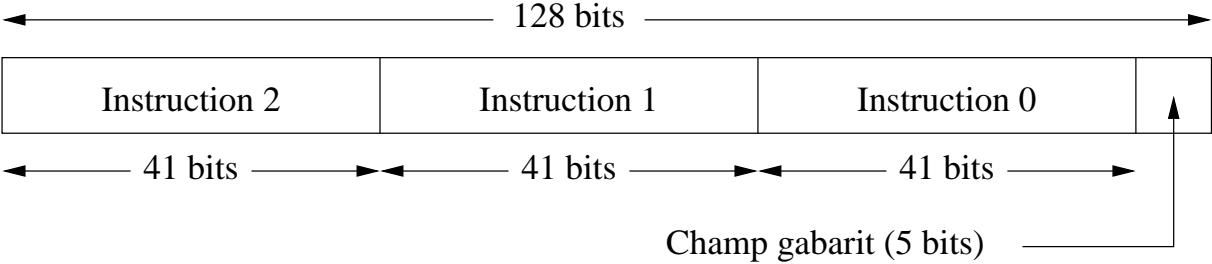 128 bits
Instruction 2 Instruction 1 Instruction 0
41 bits 41 bits 41 bits
Champ gabarit (5 bits)